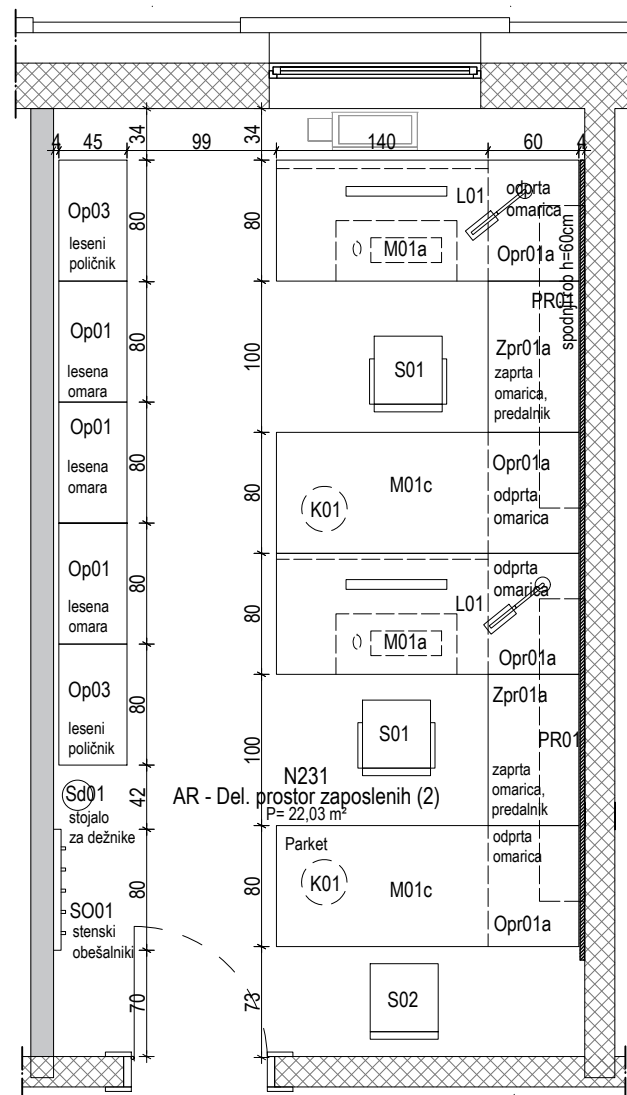 34
34
4
45
99
140
60
4
Op03
leseni
poličnik
80
80
L01
odprta
omarica
M01a
Opr01a
PR01
spodnji rob h=60cm
Op01
lesena
omara
80
100
S01
Zpr01a
zaprta
omarica,
predalnik
Op01
lesena
omara
80
80
M01c
K01
Opr01a
odprta
omarica
Op01
lesena
omara
80
80
odprta
omarica
L01
M01a
Opr01a
Op03
leseni
poličnik
80
100
S01
Zpr01a
PR01
zaprta
omarica,
predalnik
Sd01
stojalo
za dežnike
42
N231
AR - Del. prostor zaposlenih (2)
P= 22,03 m²
Parket
SO01
stenski
obešalniki
80
80
K01
M01c
odprta
omarica
Opr01a
70
73
S02